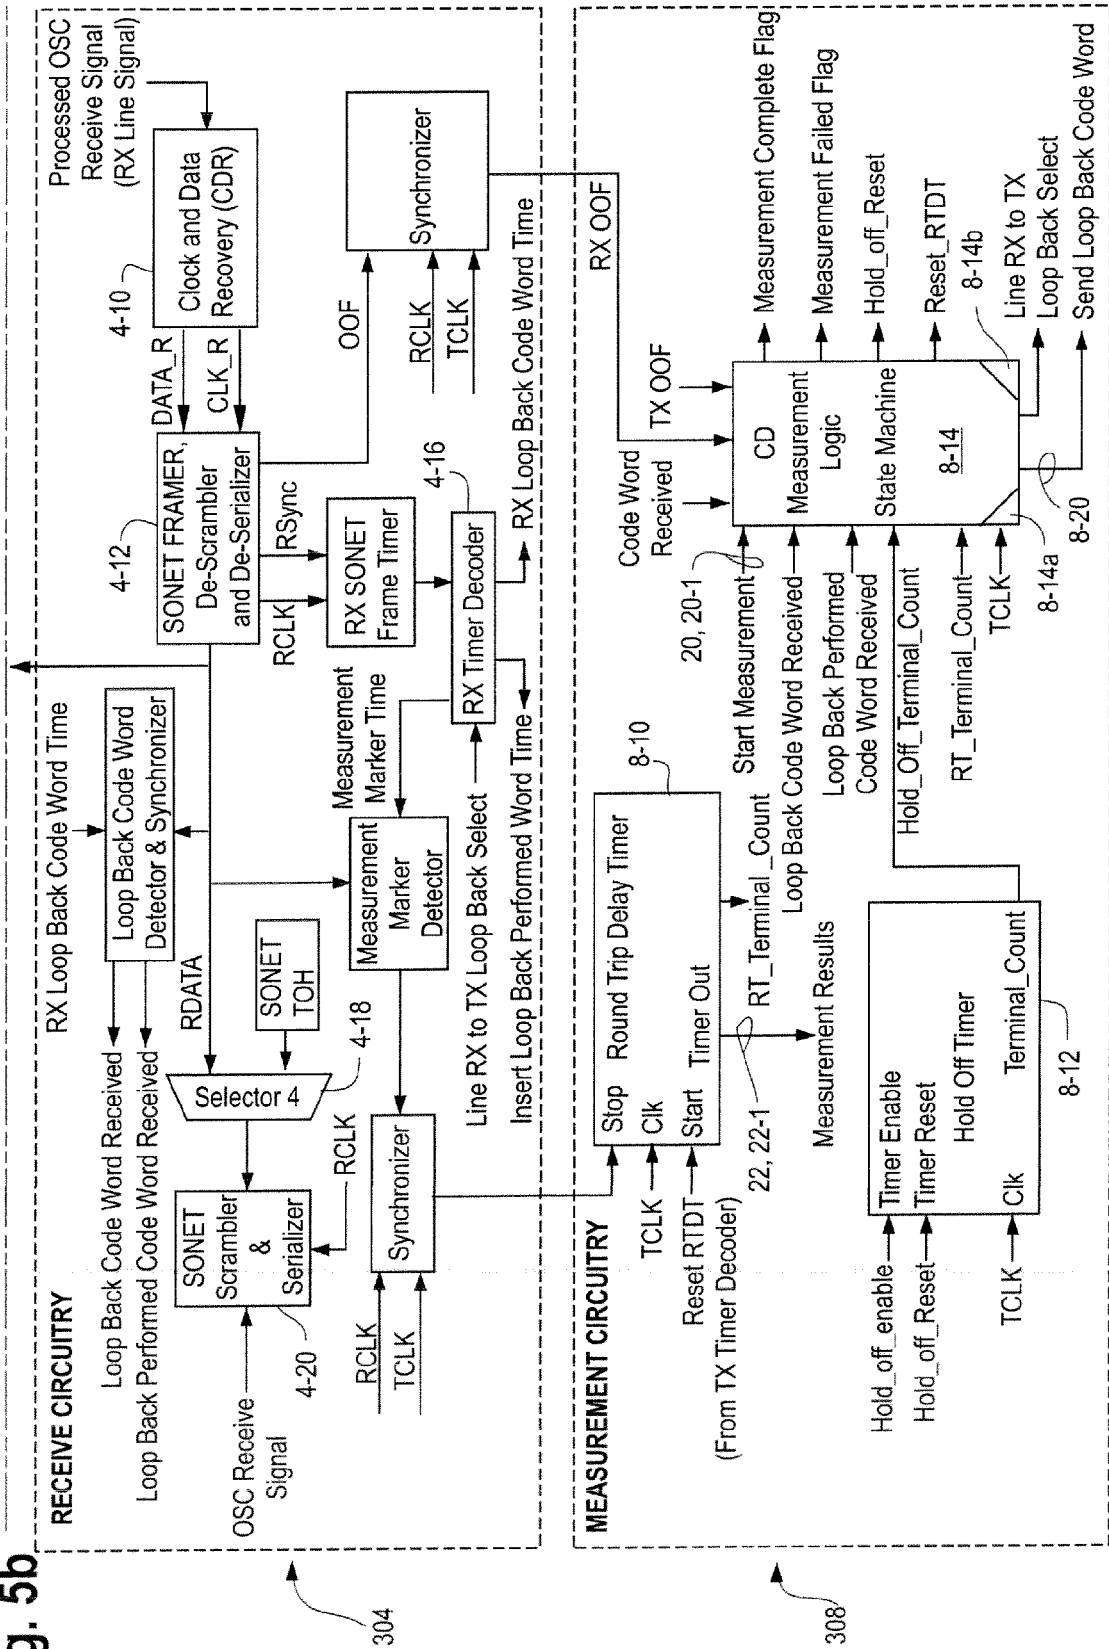 g. 5b
RECEIVE CIRCUITRY
304
Processed OSC
Receive Signal
(RX Line Signal)
4-10
Clock and Data
Recovery (CDR)
DATA_R
CLK_R
4-12
SONET FRAMER,
De-Scrambler
and De-Serializer
OOF
Synchronizer
RCLK
TCLK
RCLK
RSync
RX SONET
Frame Timer
4-16
RX Timer Decoder
RX Loop Back Code Word Time
Line RX to TX Loop Back Select
Insert Loop Back Performed Word Time
Measurement
Marker Time
Measurement
Marker
Detector
RX Loop Back Code Word Time
Loop Back Code Word
Detector & Synchronizer
Loop Back Code Word Received
Loop Back Performed Code Word Received
RDATA
SONET
TOH
4-18
Selector 4
SONET
Scrambler
&
Serializer
RCLK
4-20
OSC Receive
Signal
Synchronizer
RCLK
TCLK
MEASUREMENT CIRCUITRY
308
RX OOF
TX OOF
Code Word
Received
20, 20-1
Start Measurement
Loop Back Code Word Received
Loop Back Performed
Code Word Received
Hold_Off_Terminal_Count
RT_Terminal_Count
TCLK
8-14a
CD
Measurement
Logic
State Machine
8-14
8-14b
Measurement Complete Flag
Measurement Failed Flag
Hold_off_Reset
Reset_RTDT
Line RX to TX
Loop Back Select
Send Loop Back Code Word
8-20
8-10
Stop
Round Trip Delay Timer
Clk
Start
Timer Out
TCLK
Reset RTDT
(From TX Timer Decoder)
22, 22-1
RT_Terminal _Count
Measurement Results
Hold_off_enable
Hold_off_Reset
TCLK
Timer Enable
Timer Reset
Hold Off Timer
Clk
Terminal_Count
8-12